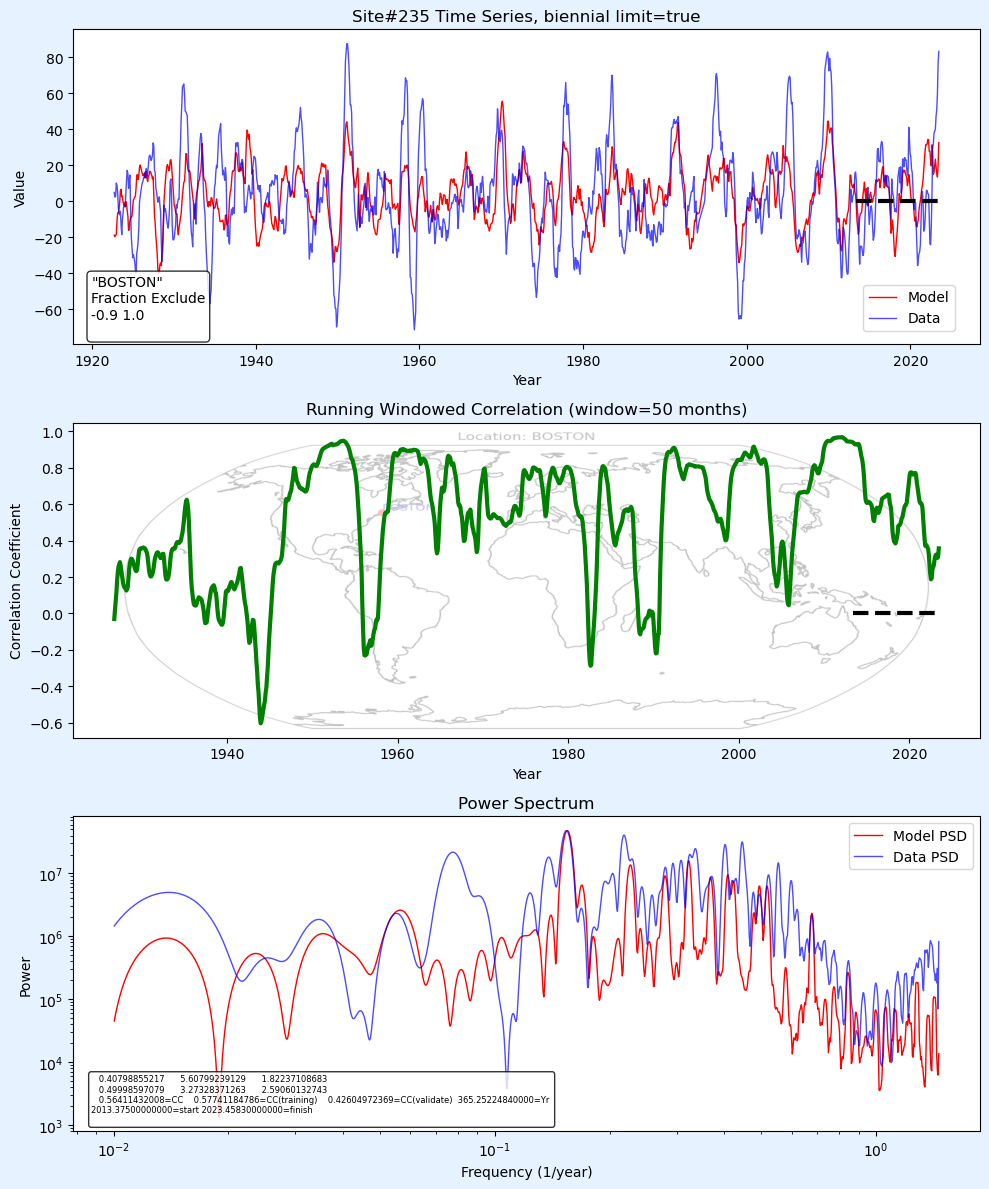 Site#235 Time Series, biennial limit=true
80
60
40
20
0
−20
−40
−60
Value
"BOSTON"
Fraction Exclude
-0.9 1.0
Model
Data
1920 1940 1960 1980 2000 2020
Year
Running Windowed Correlation (window=50 months)
Location: BOSTON
1.0
0.8
0.6
0.4
0.2
0.0
−0.2
−0.4
−0.6
Correlation Coefficient
1940 1960 1980 2000 2020
Year
Power Spectrum
Model PSD
Data PSD
10^7
10^6
10^5
10^4
10^3
Power
0.40798855217 5.60799239129 1.82237108683
0.49998597079 3.27328371263 2.59060132743
0.56411432008=CC 0.57741184786=CC(training) 0.42604972369=CC(validate) 365.25224840000=Yr
2013.37500000000=start 2023.45830000000=finish
10^−2 10^−1 10^0
Frequency (1/year)